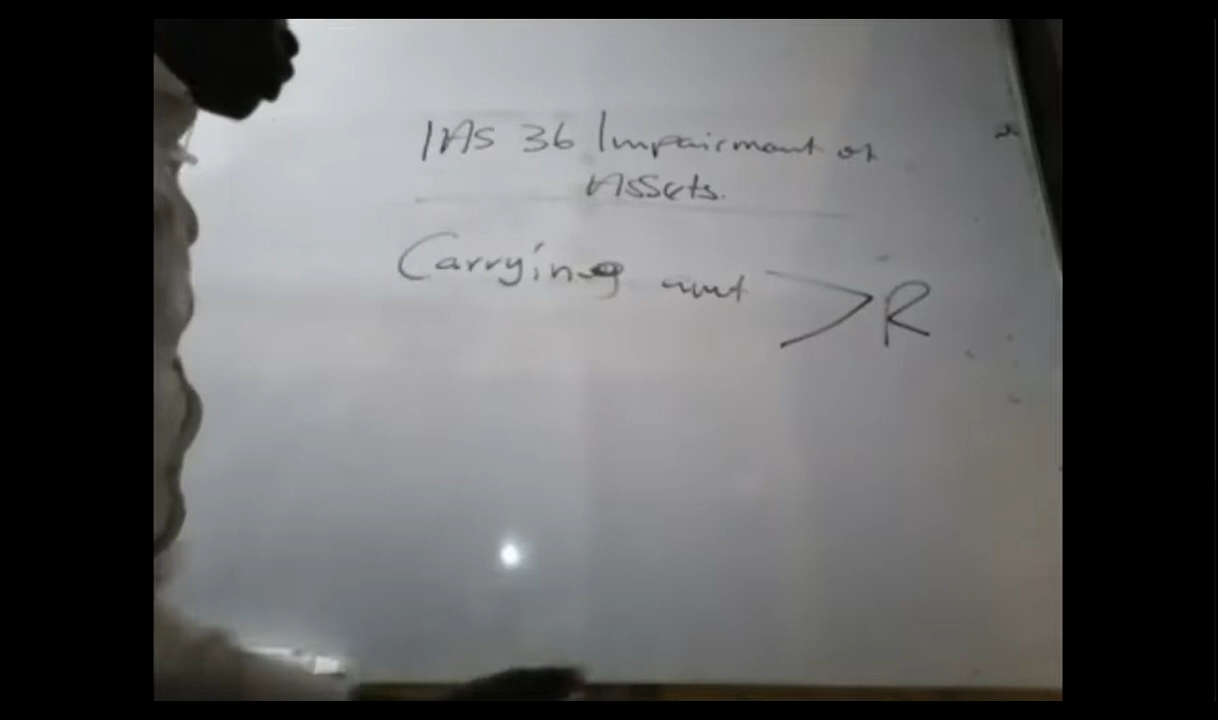 IAS 36 Impairment of
Assets.
Carrying amt > R